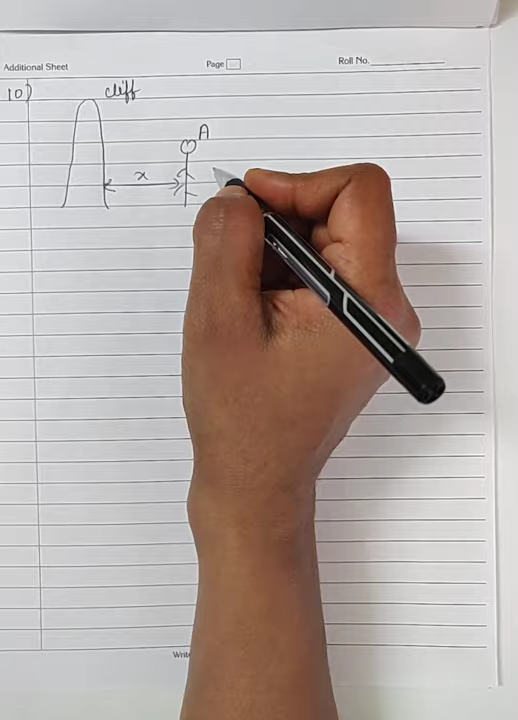 Additional Sheet Page Roll No.
10) cliff
A
x
Write